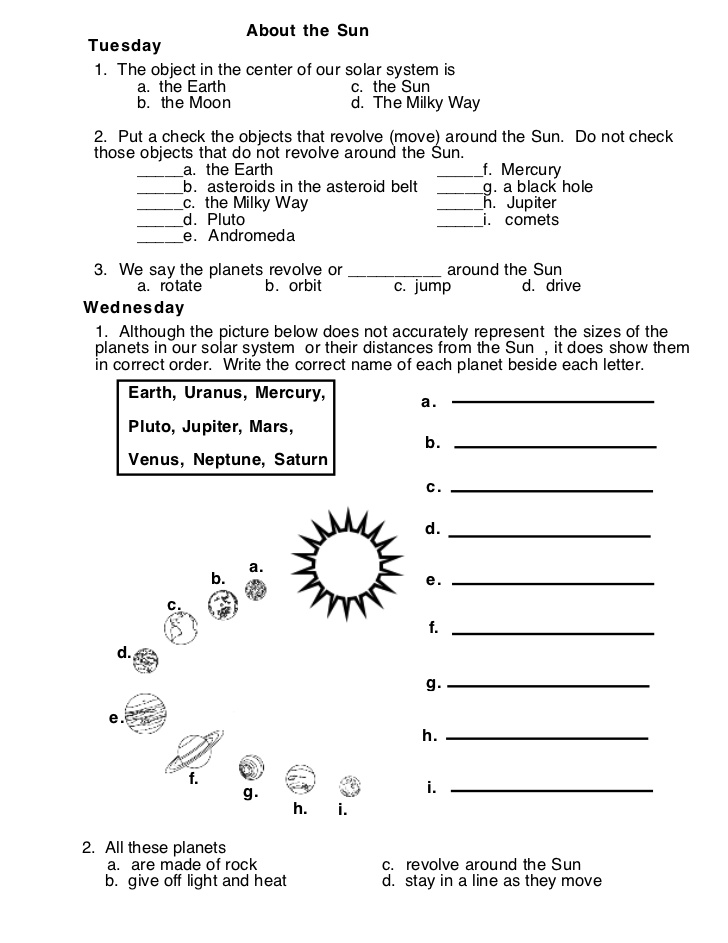 About the Sun
Tuesday
1. The object in the center of our solar system is
a. the Earth c. the Sun
b. the Moon d. The Milky Way
2. Put a check the objects that revolve (move) around the Sun. Do not check
those objects that do not revolve around the Sun.
_____a. the Earth _____f. Mercury
_____b. asteroids in the asteroid belt _____g. a black hole
_____c. the Milky Way _____h. Jupiter
_____d. Pluto _____i. comets
_____e. Andromeda
3. We say the planets revolve or __________ around the Sun
a. rotate b. orbit c. jump d. drive
Wednesday
1. Although the picture below does not accurately represent the sizes of the
planets in our solar system or their distances from the Sun , it does show them
in correct order. Write the correct name of each planet beside each letter.
Earth, Uranus, Mercury,
Pluto, Jupiter, Mars,
Venus, Neptune, Saturn
a.
b.
c.
d.
e.
f.
g.
h.
i.
a.
b.
c.
d.
e.
f.
g.
h.
i.
2. All these planets
a. are made of rock c. revolve around the Sun
b. give off light and heat d. stay in a line as they move